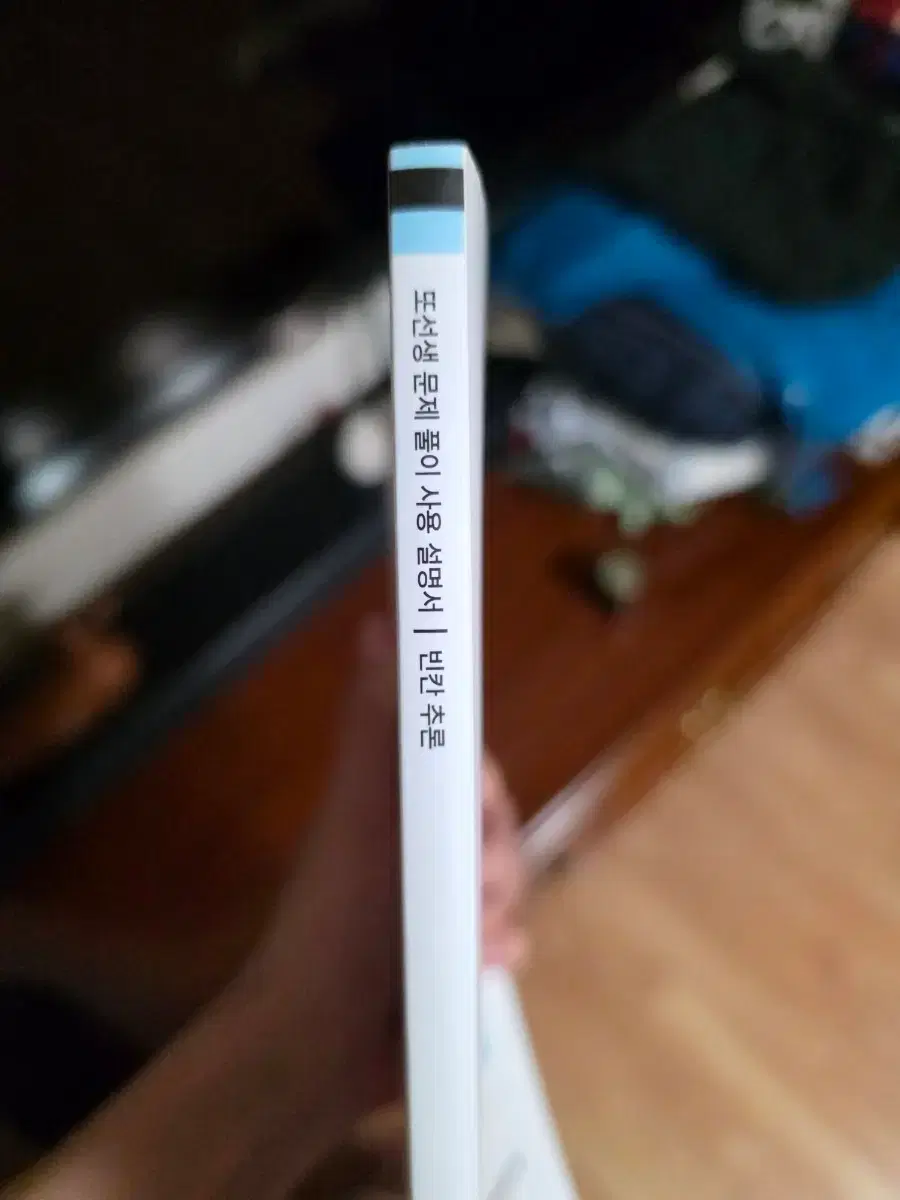 또선생 문제 풀이 사용 설명서 | 빈칸 추론